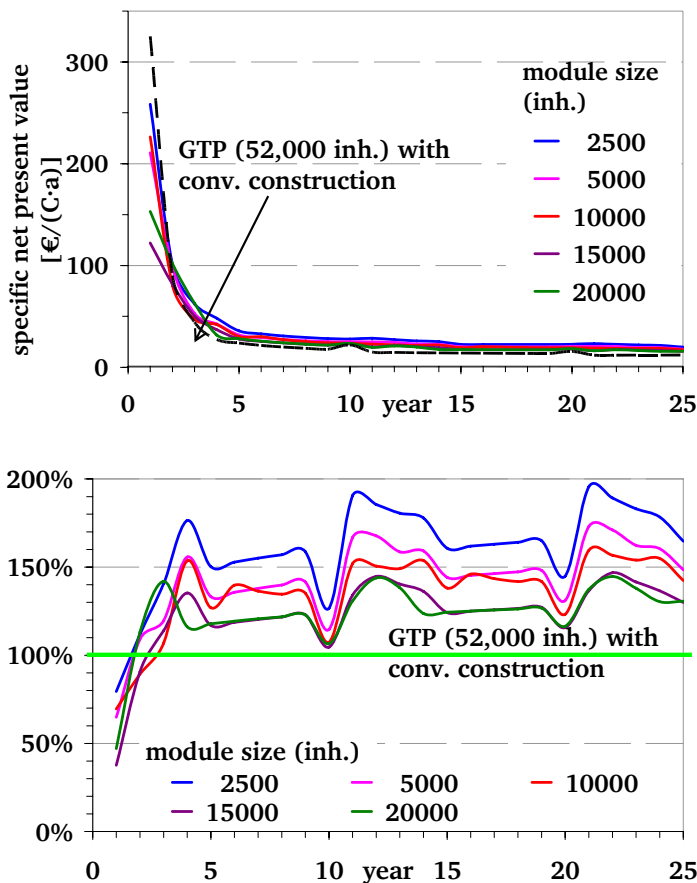 specific net present value
[€/(C·a)]
300
200
100
0
module size
(inh.)
2500
5000
10000
15000
20000
GTP (52,000 inh.) with
conv. construction
0 5 10 year 15 20 25
200%
150%
100%
50%
0%
GTP (52,000 inh.) with
conv. construction
module size (inh.)
2500 5000 10000
15000 20000
0 5 10 year 15 20 25